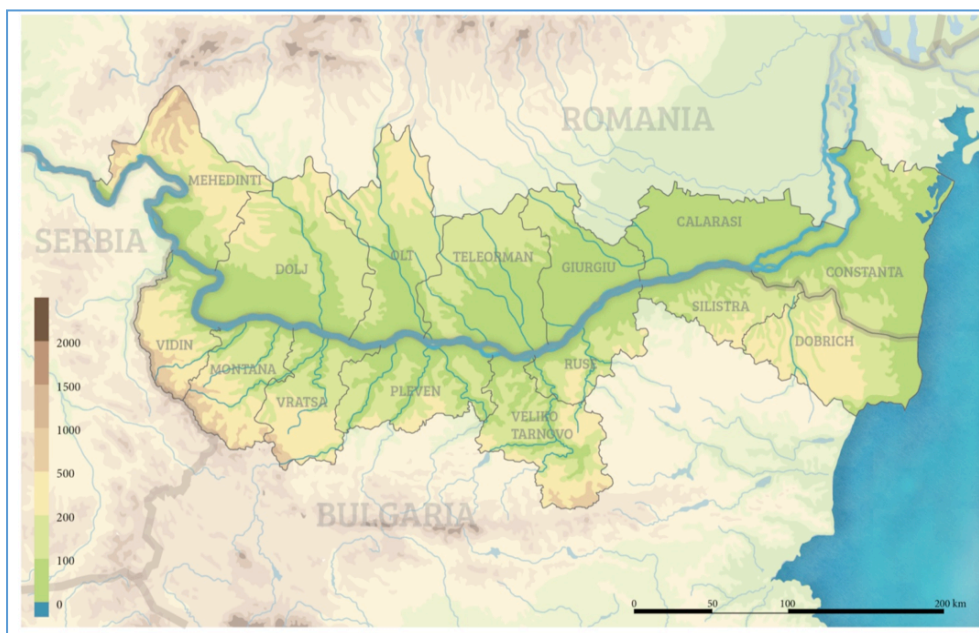 ROMANIA
MEHEDINTI
CALARASI
SERBIA
DOLJ
OLT
TELEORMAN
GIURGIU
CONSTANTA
SILISTRA
VIDIN
DOBRICH
MONTANA
RUSE
PLEVEN
VRATSA
VELIKO
TARNOVO
BULGARIA
2000
1500
1000
500
200
100
0
0 50 100 200 km